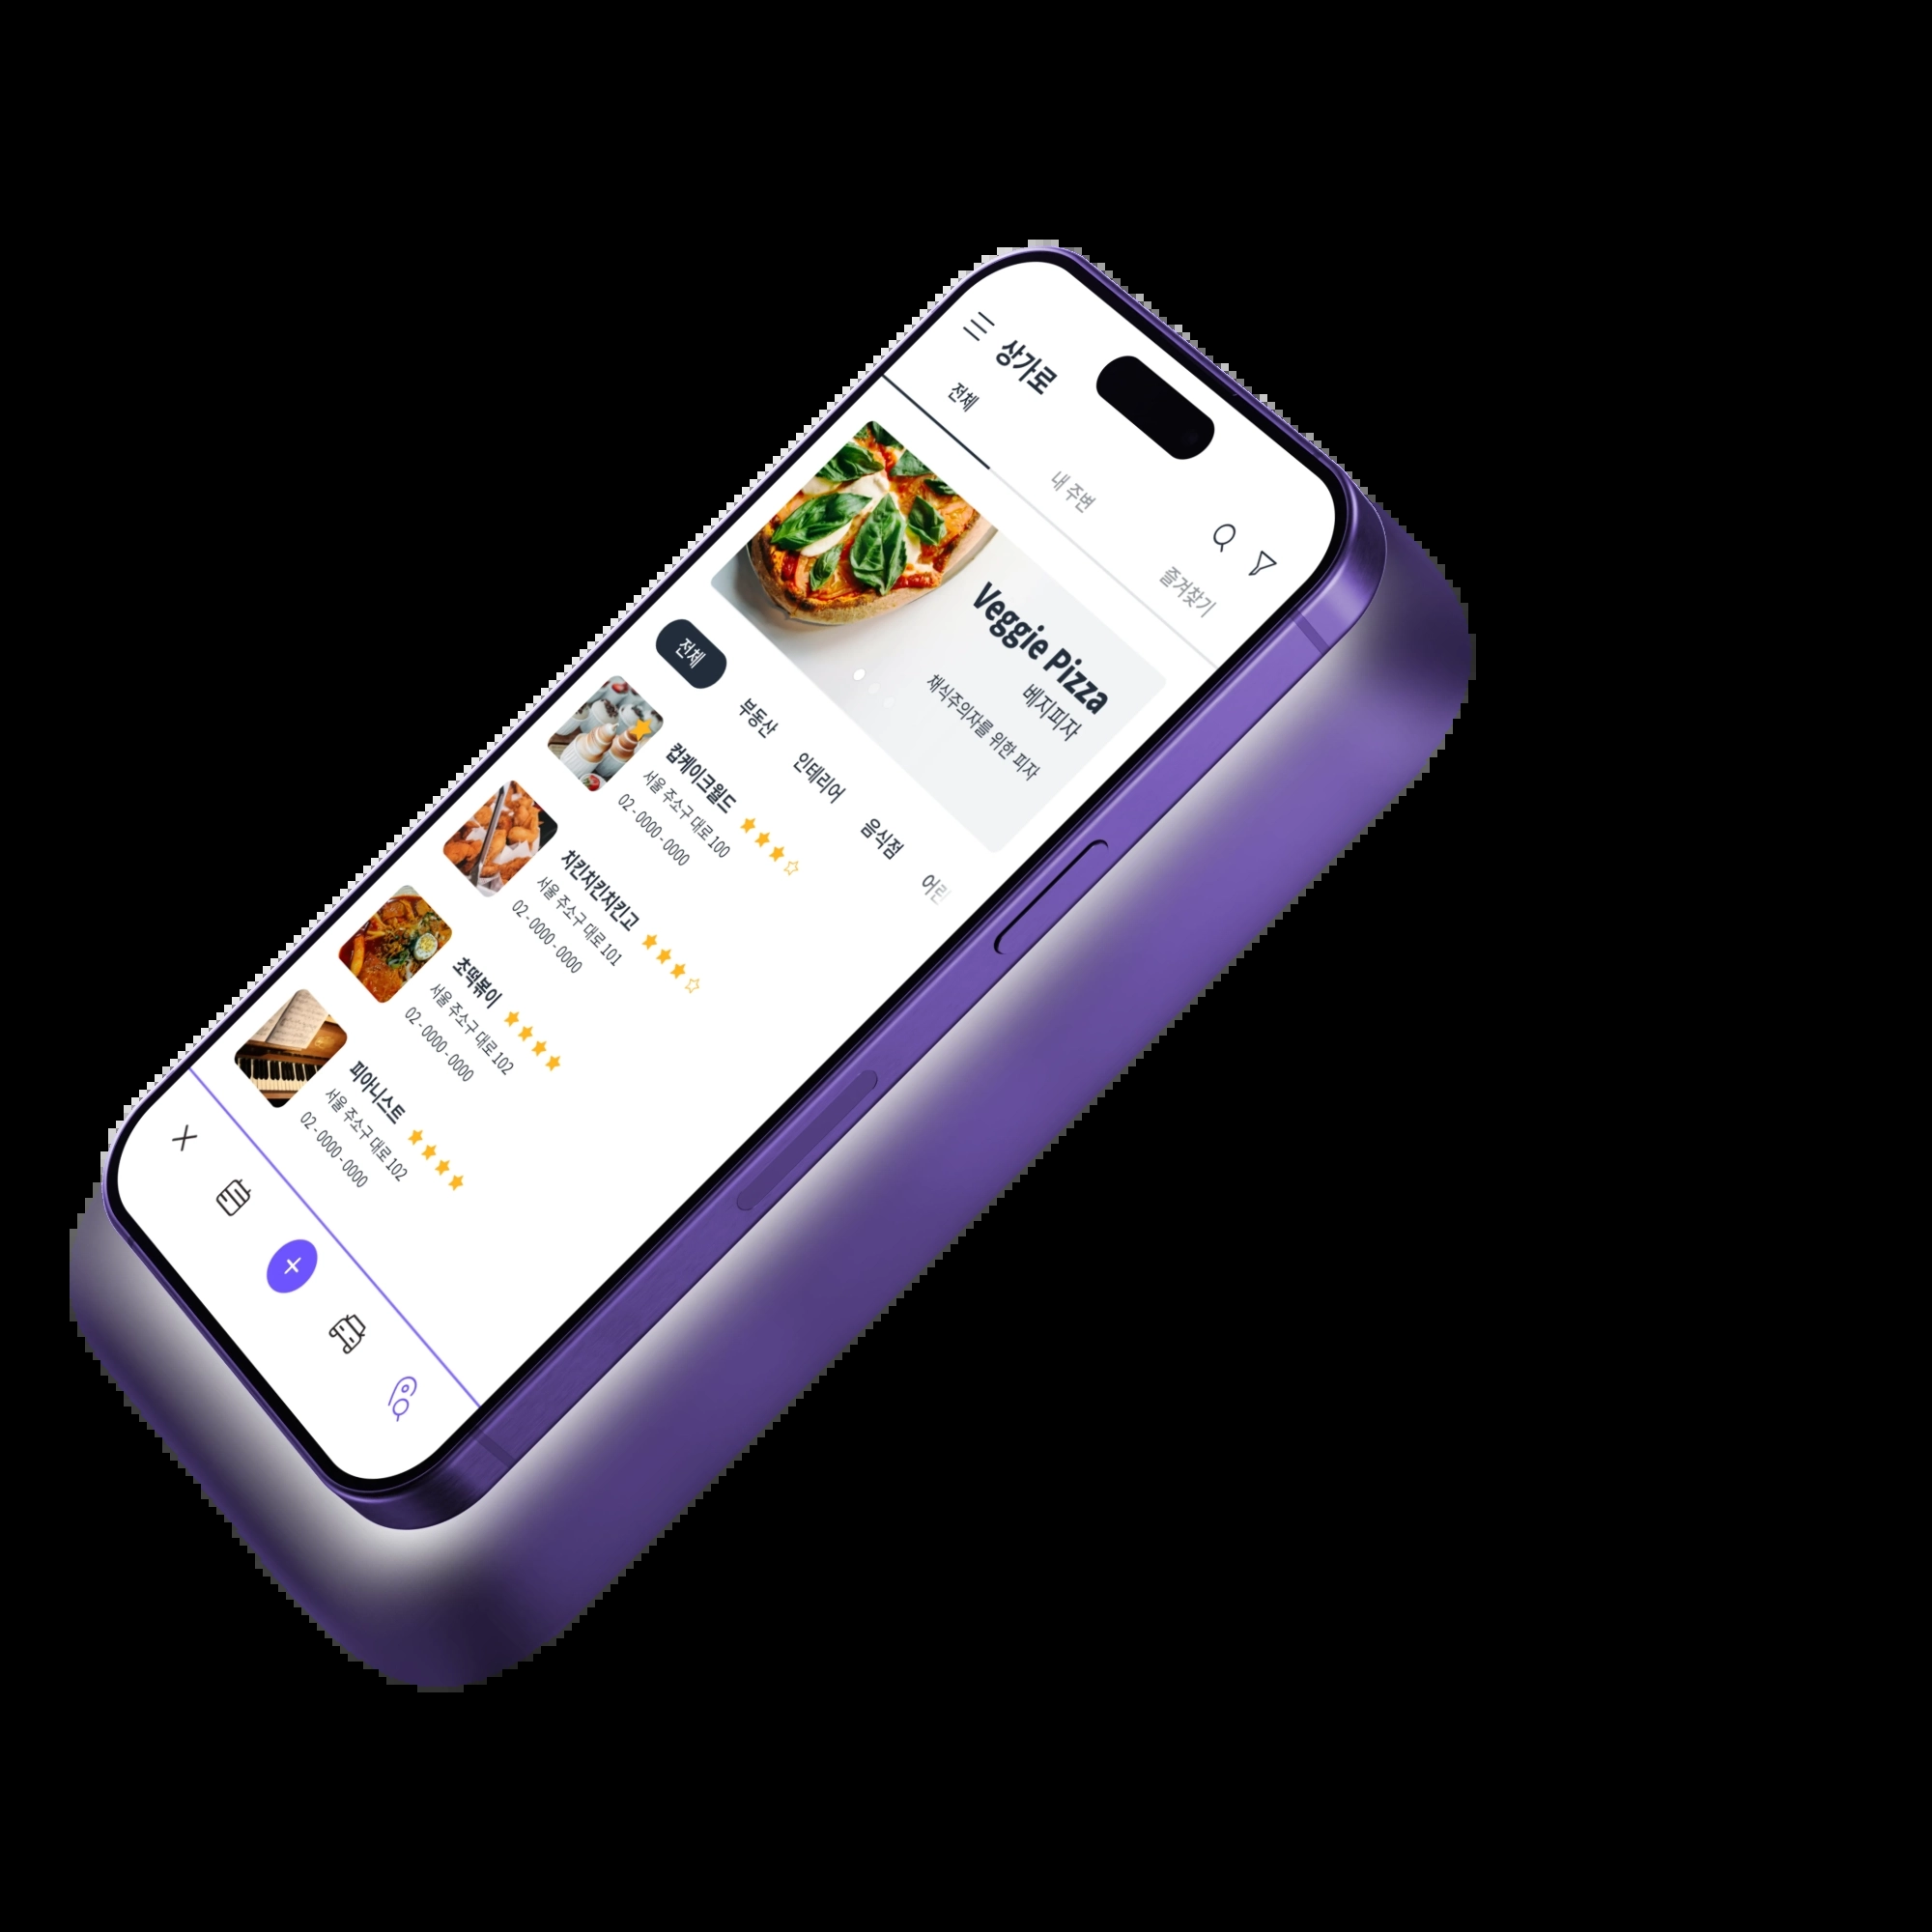 상가로
전체
내 주변
즐겨찾기
Veggie Pizza
베지피자
채식주의자를 위한 피자
전체
부동산
인테리어
음식점
컵케이크월드
서울 주소구 대로 100
02 - 0000 - 0000
치킨치킨치킨고
서울 주소구 대로 101
02 - 0000 - 0000
초떡볶이
서울 주소구 대로 102
02 - 0000 - 0000
피아니스트
서울 주소구 대로 102
02 - 0000 - 0000